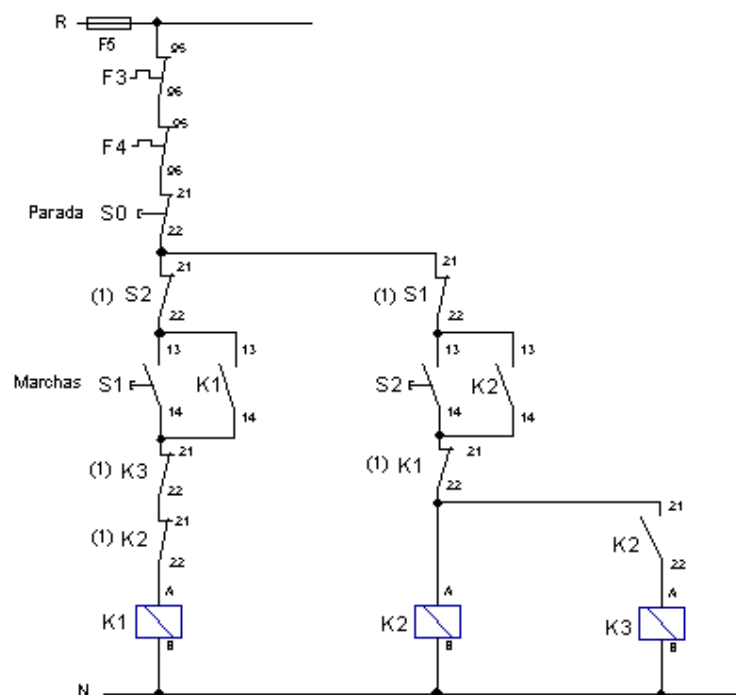 R
F5
95
F3
96
95
F4
96
21
Parada S0
22
21 21
(1) S2 (1) S1
22 22
13 13 13 13
Marchas S1 K1 S2 K2
14 14 14 14
21 21
(1) K3 (1) K1
22 22
21 21
(1) K2 K2
22 22
A A A
K1 K2 K3
B B B
N